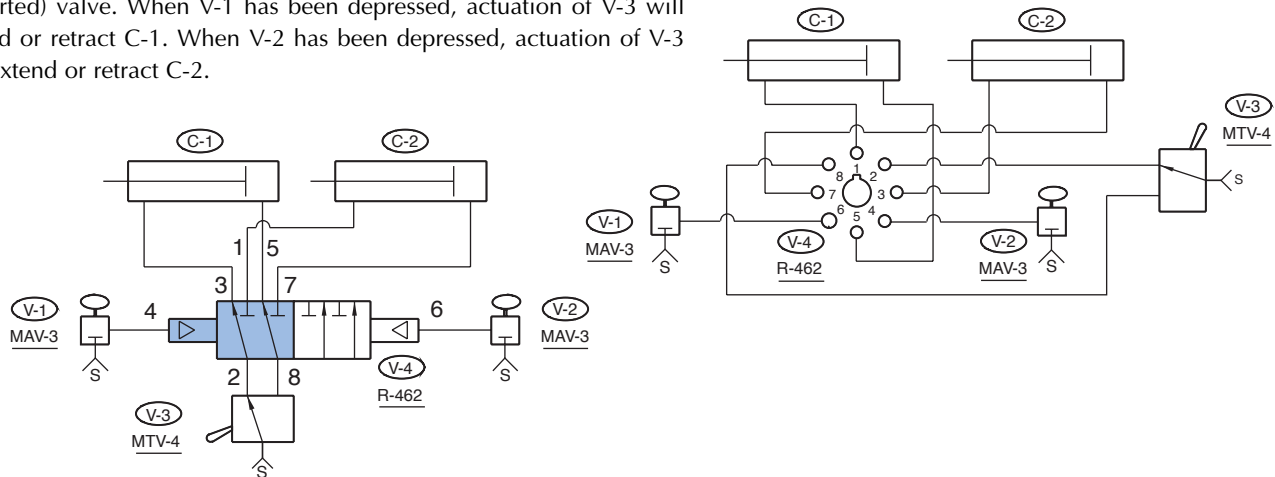 rted) valve. When V-1 has been depressed, actuation of V-3 will
d or retract C-1. When V-2 has been depressed, actuation of V-3
extend or retract C-2.
C-1
C-2
1
5
3
7
V-1
MAV-3
4
6
V-2
MAV-3
S
S
2
8
V-4
R-462
V-3
MTV-4
S
C-1
C-2
V-3
MTV-4
S
1
8
2
7
3
6
4
5
V-1
MAV-3
S
V-4
R-462
V-2
MAV-3
S